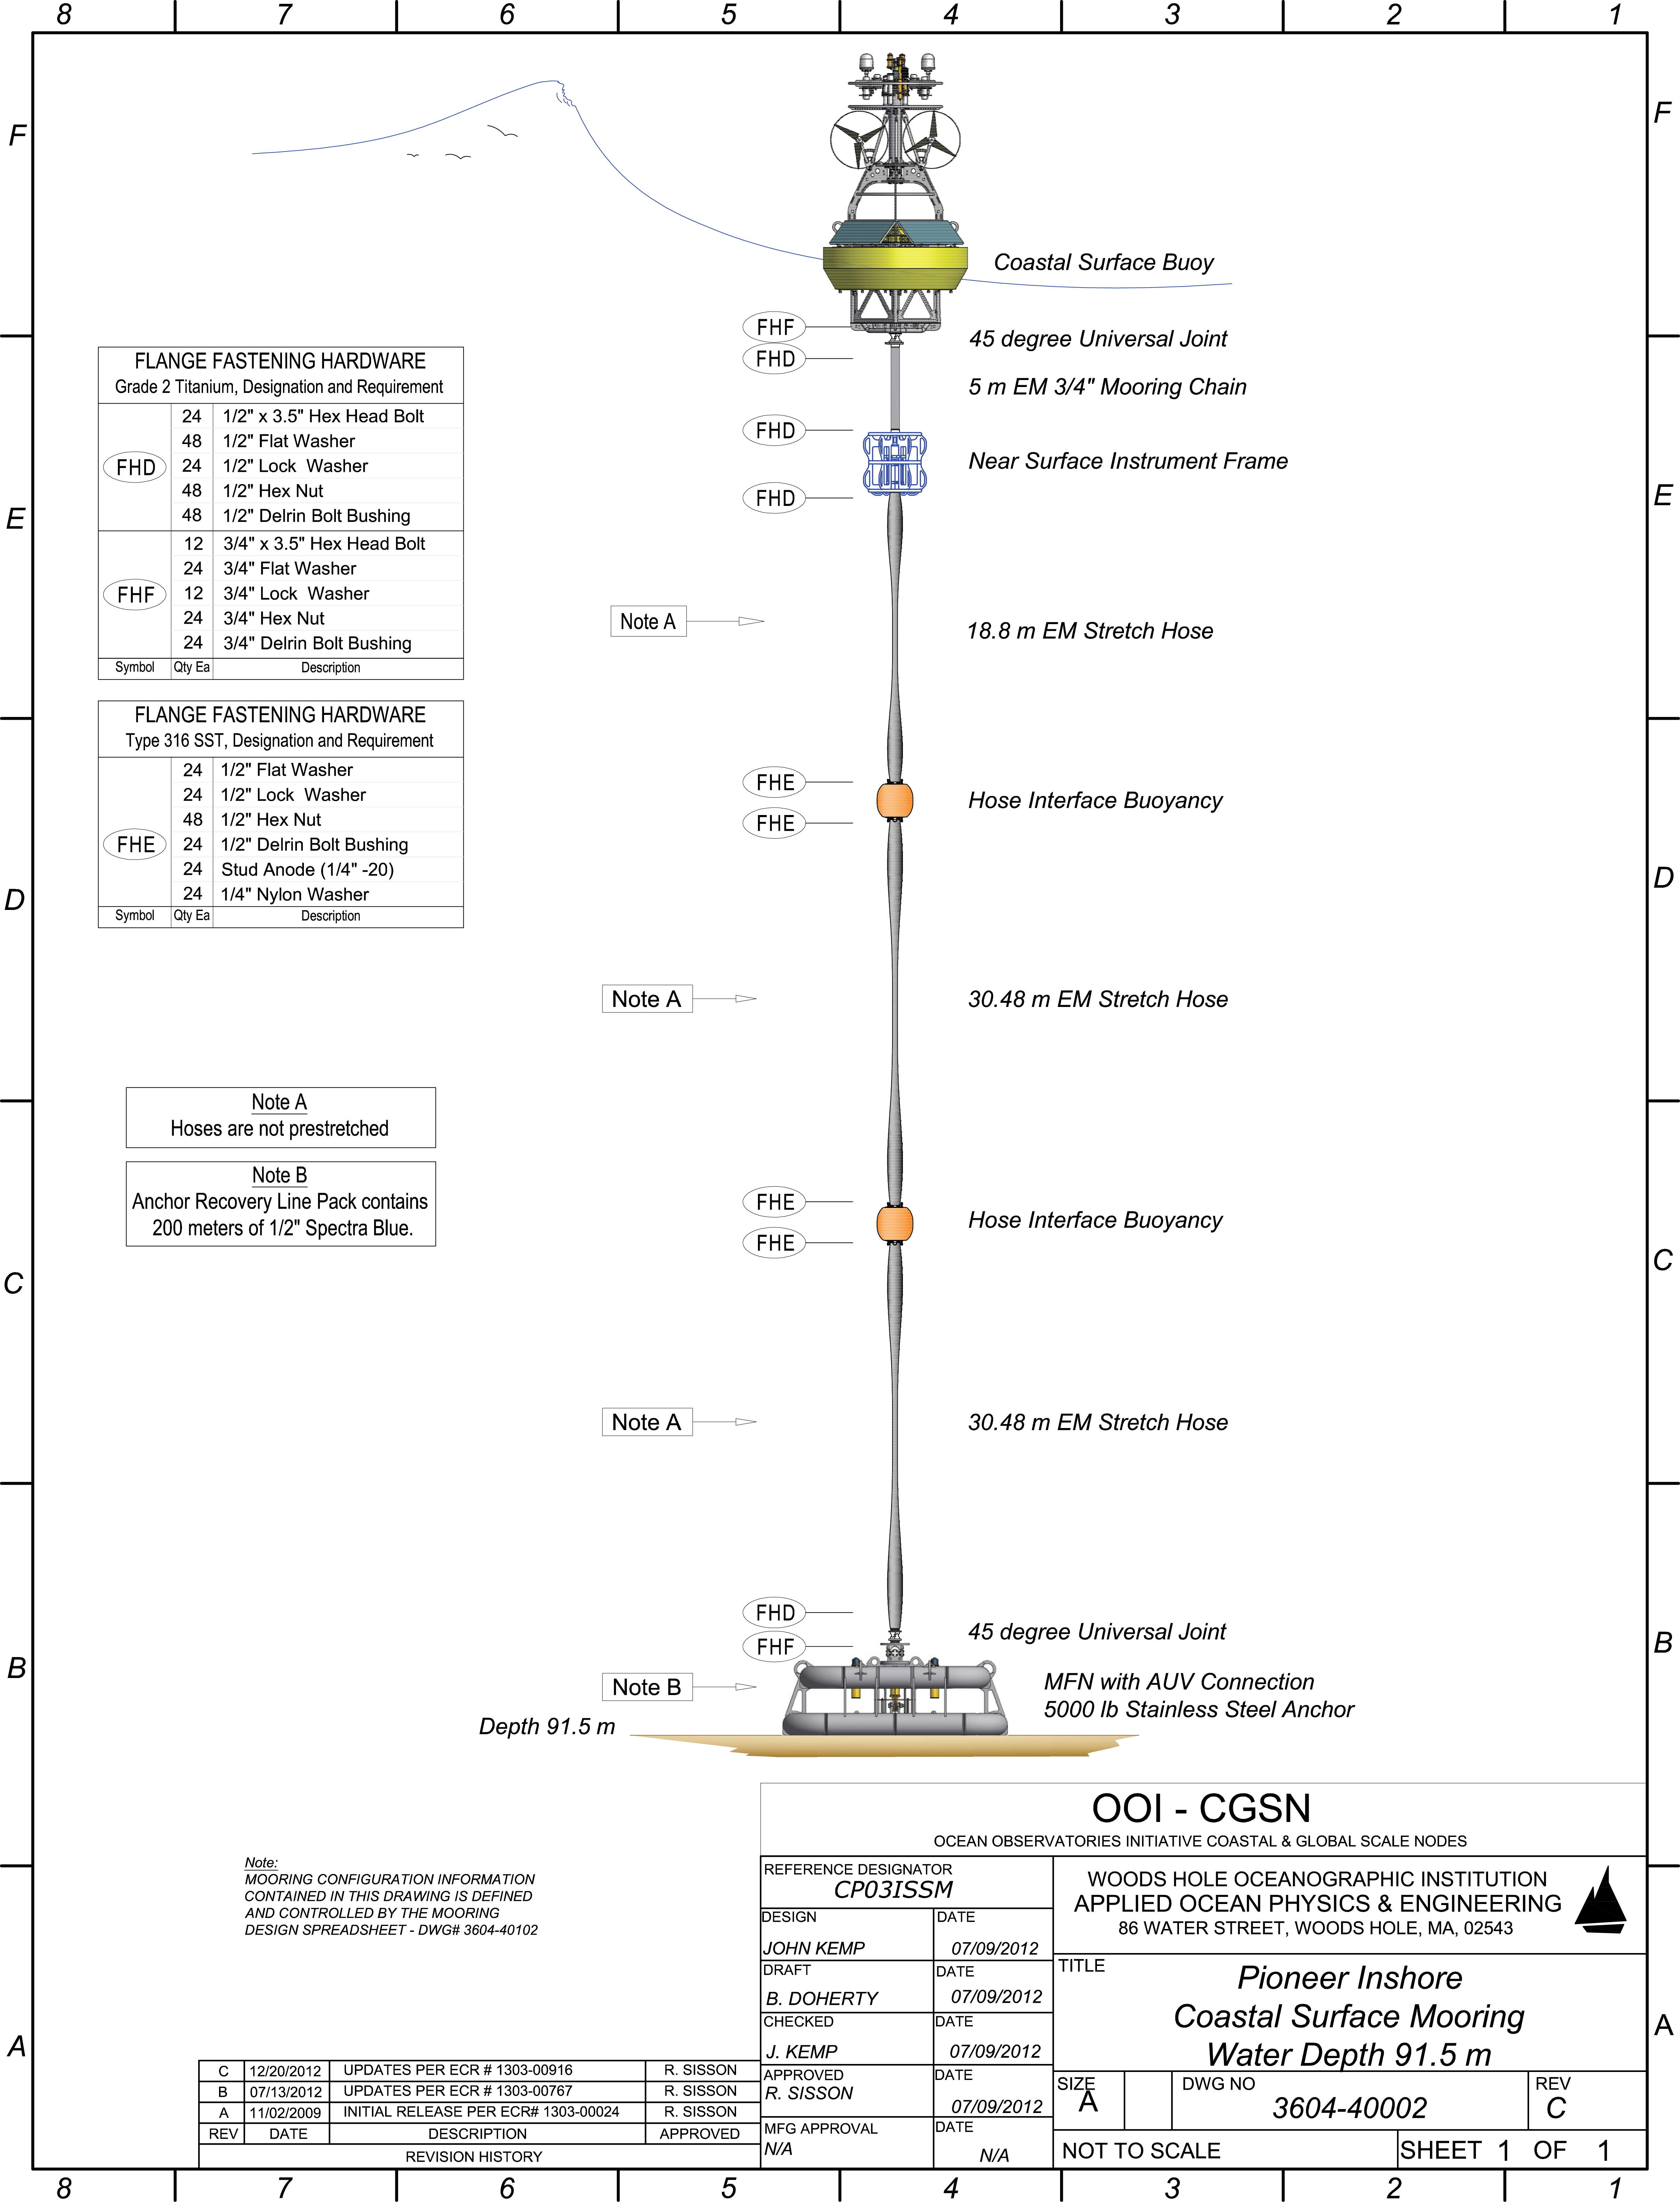 8 7 6 5 4 3 2 1
F
F
Coastal Surface Buoy
FHF
45 degree Universal Joint
FHD
5 m EM 3/4" Mooring Chain
FHD
Near Surface Instrument Frame
FHD
E
E
FLANGE FASTENING HARDWARE
Grade 2 Titanium, Designation and Requirement
FHD
24 1/2" x 3.5" Hex Head Bolt
48 1/2" Flat Washer
24 1/2" Lock Washer
48 1/2" Hex Nut
48 1/2" Delrin Bolt Bushing
FHF
12 3/4" x 3.5" Hex Head Bolt
24 3/4" Flat Washer
12 3/4" Lock Washer
24 3/4" Hex Nut
24 3/4" Delrin Bolt Bushing
Symbol Qty Ea Description
Note A
18.8 m EM Stretch Hose
FLANGE FASTENING HARDWARE
Type 316 SST, Designation and Requirement
FHE
24 1/2" Flat Washer
24 1/2" Lock Washer
48 1/2" Hex Nut
24 1/2" Delrin Bolt Bushing
24 Stud Anode (1/4" -20)
24 1/4" Nylon Washer
Symbol Qty Ea Description
FHE
Hose Interface Buoyancy
FHE
D
D
Note A
30.48 m EM Stretch Hose
Note A
Hoses are not prestretched
Note B
Anchor Recovery Line Pack contains
200 meters of 1/2" Spectra Blue.
FHE
Hose Interface Buoyancy
FHE
C
C
Note A
30.48 m EM Stretch Hose
FHD
45 degree Universal Joint
FHF
B
B
Note B
MFN with AUV Connection
5000 lb Stainless Steel Anchor
Depth 91.5 m
OOI - CGSN
OCEAN OBSERVATORIES INITIATIVE COASTAL & GLOBAL SCALE NODES
Note:
MOORING CONFIGURATION INFORMATION
CONTAINED IN THIS DRAWING IS DEFINED
AND CONTROLLED BY THE MOORING
DESIGN SPREADSHEET - DWG# 3604-40102
REFERENCE DESIGNATOR
CP03ISSM
WOODS HOLE OCEANOGRAPHIC INSTITUTION
APPLIED OCEAN PHYSICS & ENGINEERING
86 WATER STREET, WOODS HOLE, MA, 02543
DESIGN DATE
JOHN KEMP 07/09/2012
DRAFT DATE
B. DOHERTY 07/09/2012
CHECKED DATE
J. KEMP 07/09/2012
APPROVED DATE
R. SISSON 07/09/2012
MFG APPROVAL DATE
N/A N/A
TITLE
Pioneer Inshore
Coastal Surface Mooring
Water Depth 91.5 m
SIZE
A
DWG NO
3604-40002
REV
C
NOT TO SCALE
SHEET 1 OF 1
A
A
C 12/20/2012 UPDATES PER ECR # 1303-00916 R. SISSON
B 07/13/2012 UPDATES PER ECR # 1303-00767 R. SISSON
A 11/02/2009 INITIAL RELEASE PER ECR# 1303-00024 R. SISSON
REV DATE DESCRIPTION APPROVED
REVISION HISTORY
8 7 6 5 4 3 2 1